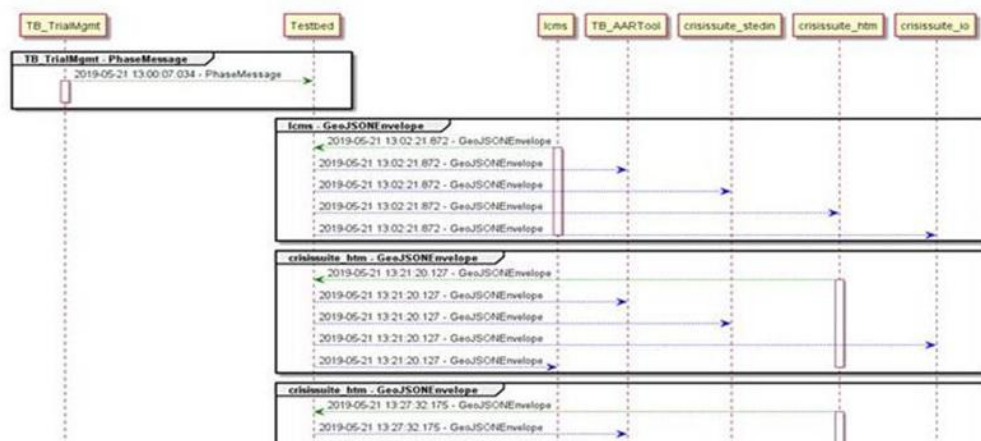 TB_TrialMgmt Testbed lcms TB_AARTool crisissuite_stedin crisissuite_htm crisissuite_io
TB_TrialMgmt - PhaseMessage
2019-05-21 13:00:07.034 - PhaseMessage
lcms - GeoJSONEnvelope
2019-05-21 13:02:21.872 - GeoJSONEnvelope
2019-05-21 13:02:21.872 - GeoJSONEnvelope
2019-05-21 13:02:21.872 - GeoJSONEnvelope
2019-05-21 13:02:21.872 - GeoJSONEnvelope
2019-05-21 13:02:21.872 - GeoJSONEnvelope
crisissuite_htm - GeoJSONEnvelope
2019-05-21 13:21:20.127 - GeoJSONEnvelope
2019-05-21 13:21:20.127 - GeoJSONEnvelope
2019-05-21 13:21:20.127 - GeoJSONEnvelope
2019-05-21 13:21:20.127 - GeoJSONEnvelope
2019-05-21 13:21:20.127 - GeoJSONEnvelope
crisissuite_htm - GeoJSONEnvelope
2019-05-21 13:27:32.175 - GeoJSONEnvelope
2019-05-21 13:27:32.175 - GeoJSONEnvelope